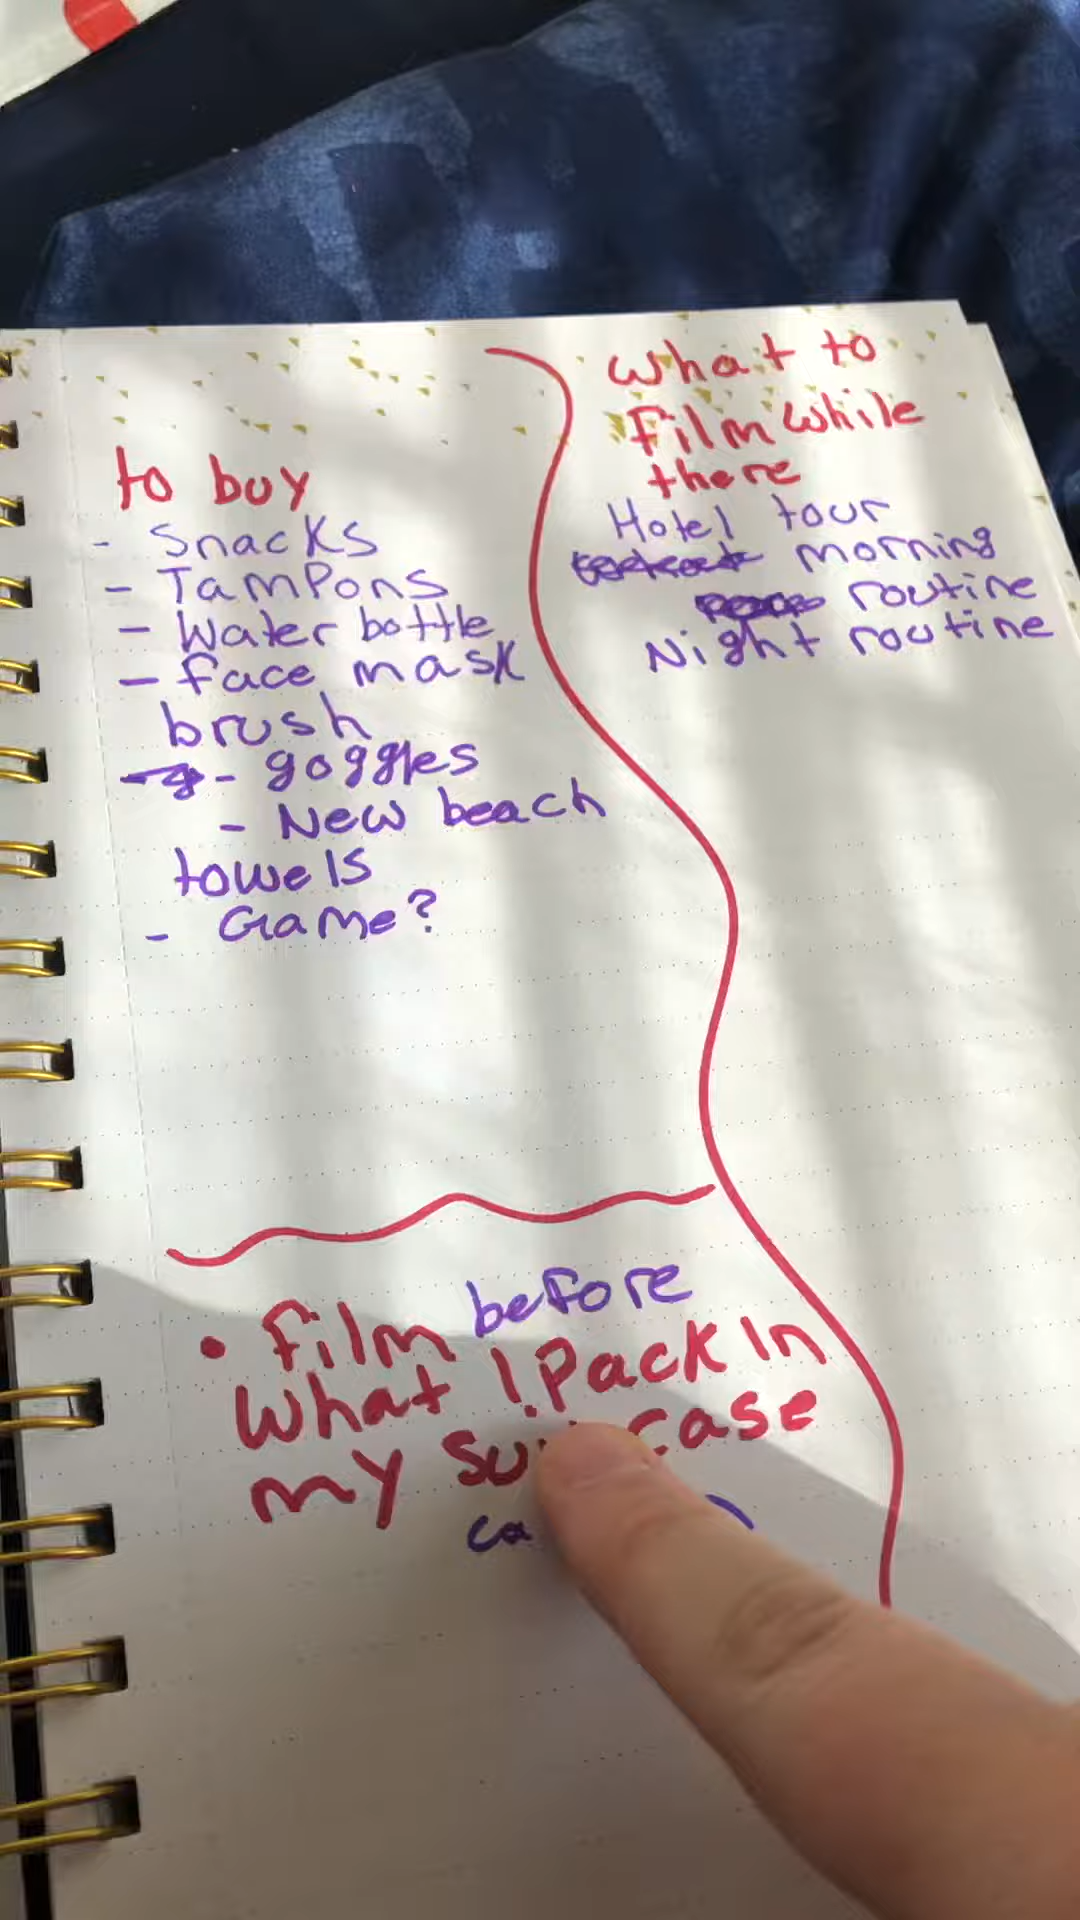 to buy
- Snacks
- Tampons
- Water bottle
- face mask
brush
- goggles
- New beach
towels
- Game?
What to
film while
there
Hotel tour
morning
routine
Night routine
• film before
What I Pack In
my case